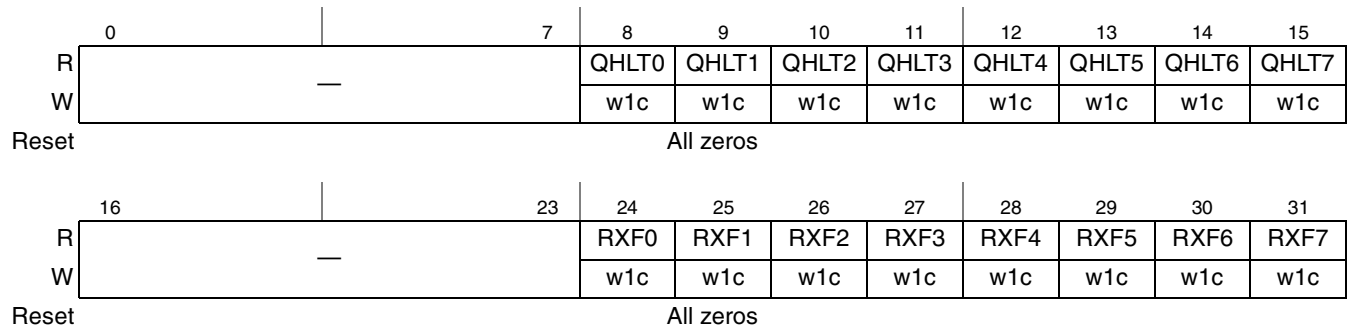 0 7 8 9 10 11 12 13 14 15
R — QHLT0 QHLT1 QHLT2 QHLT3 QHLT4 QHLT5 QHLT6 QHLT7
W w1c w1c w1c w1c w1c w1c w1c w1c
Reset All zeros
16 23 24 25 26 27 28 29 30 31
R — RXF0 RXF1 RXF2 RXF3 RXF4 RXF5 RXF6 RXF7
W w1c w1c w1c w1c w1c w1c w1c w1c
Reset All zeros